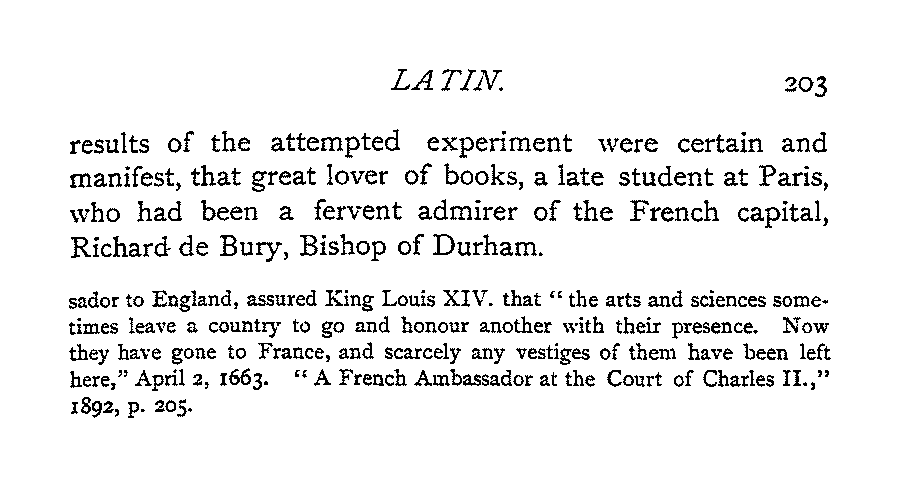 LATIN. 203
results of the attempted experiment were certain and
manifest, that great lover of books, a late student at Paris,
who had been a fervent admirer of the French capital,
Richard de Bury, Bishop of Durham.
sador to England, assured King Louis XIV. that “ the arts and sciences some-
times leave a country to go and honour another with their presence. Now
they have gone to France, and scarcely any vestiges of them have been left
here,” April 2, 1663. “ A French Ambassador at the Court of Charles II.,”
1892, p. 205.